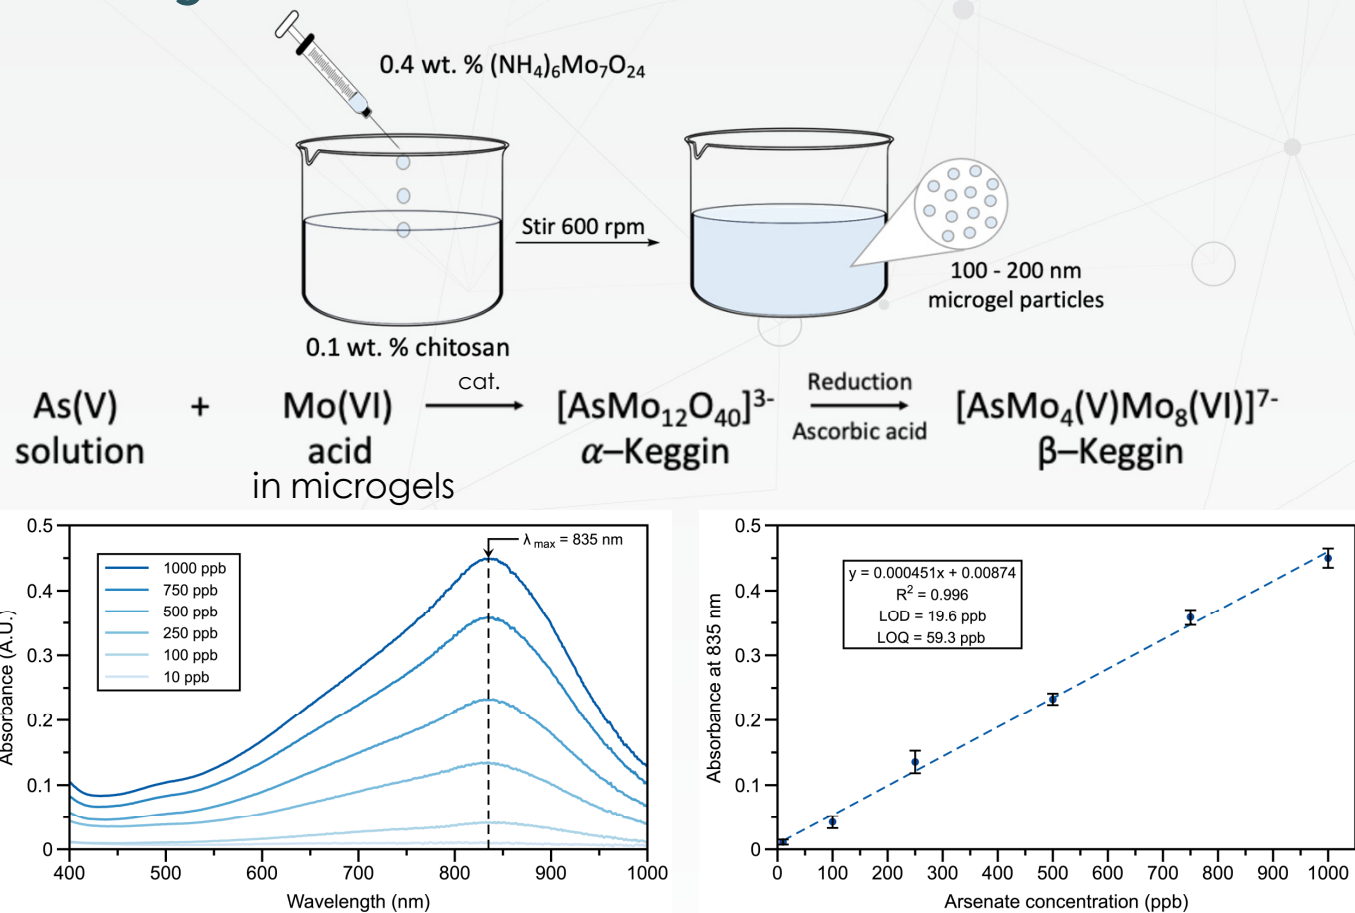 0.4 wt. % (NH₄)₆Mo₇O₂₄
Stir 600 rpm
100 - 200 nm
microgel particles
0.1 wt. % chitosan
As(V)
solution
+
Mo(VI)
acid
in microgels
cat.
[AsMo₁₂O₄₀]³⁻
α–Keggin
Reduction
Ascorbic acid
[AsMo₄(V)Mo₈(VI)]⁷⁻
β–Keggin
Absorbance (A.U.)
0.5
0.4
0.3
0.2
0.1
0
λ max = 835 nm
1000 ppb
750 ppb
500 ppb
250 ppb
100 ppb
10 ppb
400 500 600 700 800 900 1000
Wavelength (nm)
Absorbance at 835 nm
0.5
0.4
0.3
0.2
0.1
0
y = 0.000451x + 0.00874
R² = 0.996
LOD = 19.6 ppb
LOQ = 59.3 ppb
0 100 200 300 400 500 600 700 800 900 1000
Arsenate concentration (ppb)